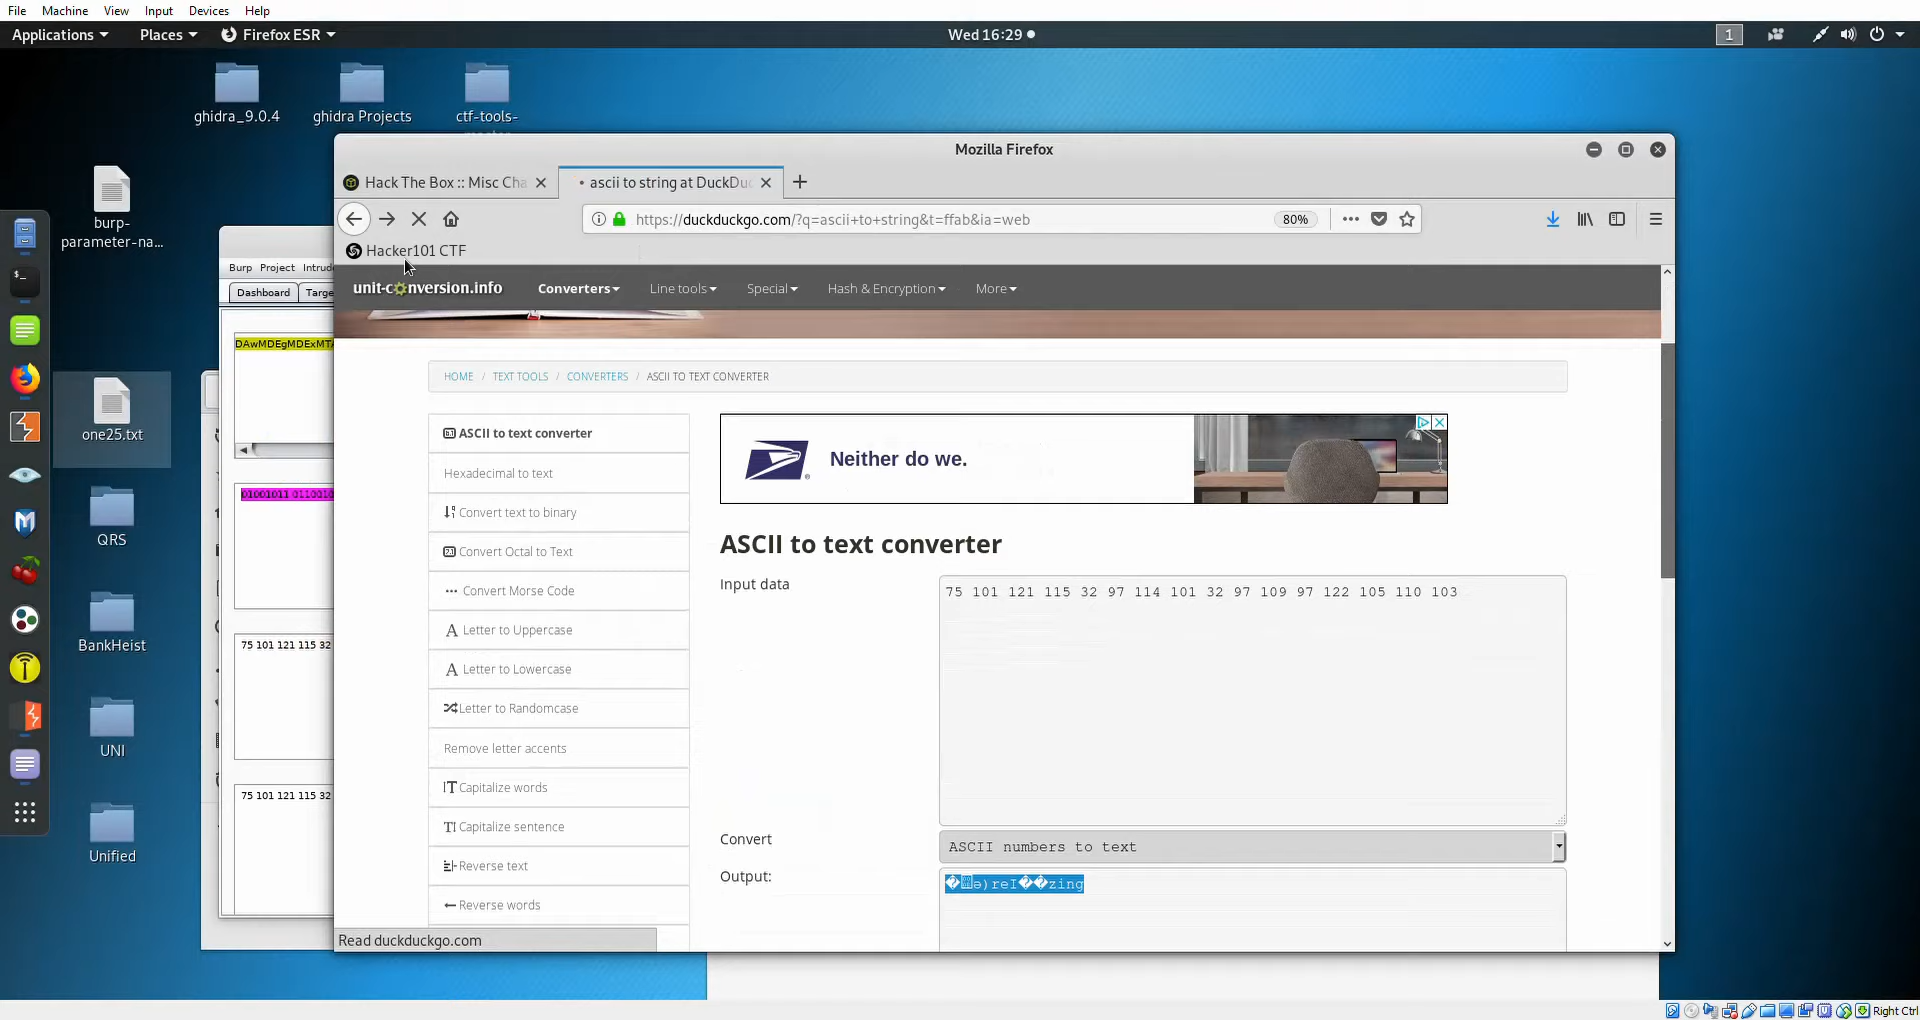 File Machine View Input Devices Help
Applications Places Firefox ESR Wed 16:29 1
ghidra_9.0.4 ghidra Projects ctf-tools-
burp-
parameter-na...
one25.txt
QRS
BankHeist
UNI
Unified
Burp Project Intrude
Dashboard Targe
DAwMDEgMDExMTA
01001011 0110010
75 101 121 115 32
75 101 121 115 32
Mozilla Firefox
Hack The Box :: Misc Cha ascii to string at DuckDuc
https://duckduckgo.com/?q=ascii+to+string&t=ffab&ia=web 80%
Hacker101 CTF
unit-conversion.info Converters Line tools Special Hash & Encryption More
HOME / TEXT TOOLS / CONVERTERS / ASCII TO TEXT CONVERTER
ASCII to text converter
Hexadecimal to text
Convert text to binary
Convert Octal to Text
Convert Morse Code
A Letter to Uppercase
A Letter to Lowercase
Letter to Randomcase
Remove letter accents
Capitalize words
Capitalize sentence
Reverse text
Reverse words
Neither do we.
ASCII to text converter
Input data
75 101 121 115 32 97 114 101 32 97 109 97 122 105 110 103
Convert
ASCII numbers to text
Output:
Read duckduckgo.com
Right Ctrl